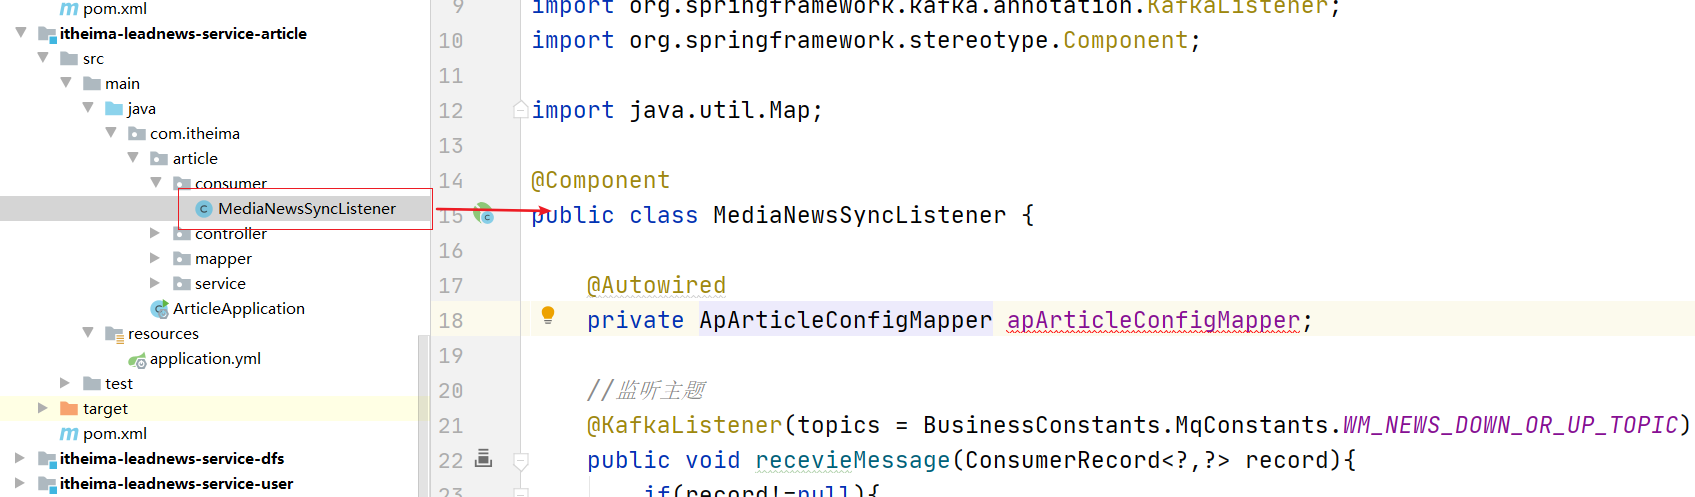 pom.xml
itheima-leadnews-service-article
src
main
java
com.itheima
article
consumer
MediaNewsSyncListener
controller
mapper
service
ArticleApplication
resources
application.yml
test
target
pom.xml
itheima-leadnews-service-dfs
itheima-leadnews-service-user
9 import org.springframework.kafka.annotation.KafkaListener;
10 import org.springframework.stereotype.Component;
11
12 import java.util.Map;
13
14 @Component
15 public class MediaNewsSyncListener {
16
17 @Autowired
18 private ApArticleConfigMapper apArticleConfigMapper;
19
20 //监听主题
21 @KafkaListener(topics = BusinessConstants.MqConstants.WM_NEWS_DOWN_OR_UP_TOPIC)
22 public void recevieMessage(ConsumerRecord<?,?> record){
23 if(record!=null){